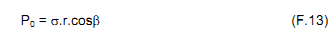 P₀ = σ.r.cosβ (F.13)